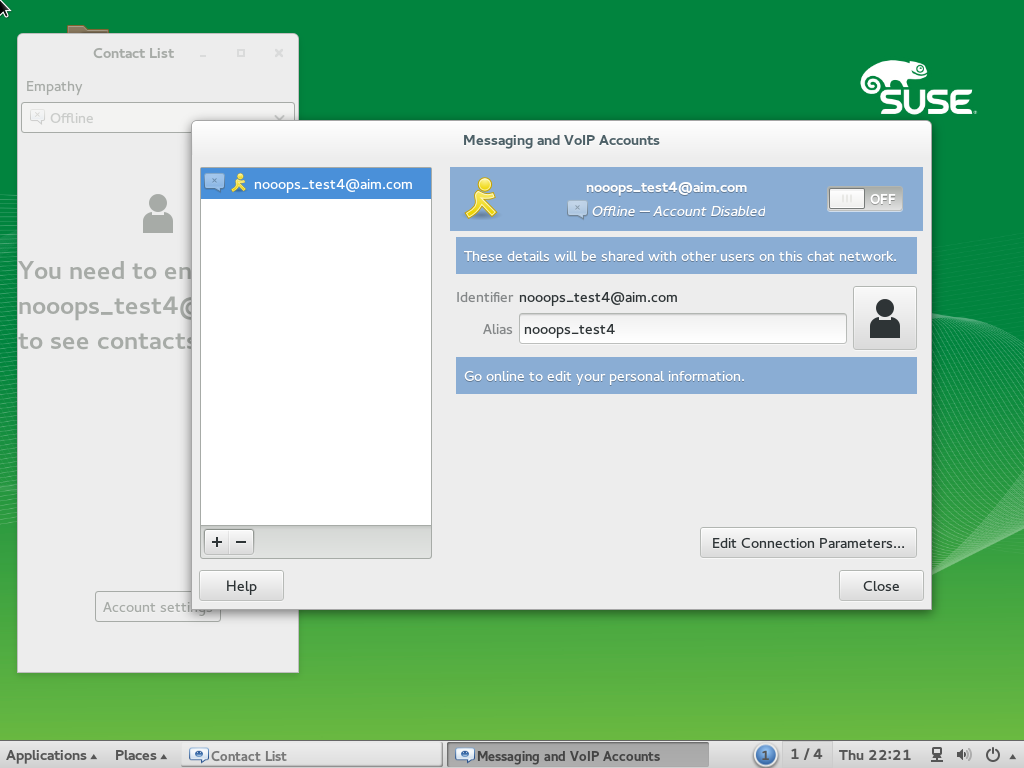 Contact List
Empathy
Offline
SUSE
Messaging and VoIP Accounts
nooops_test4@aim.com
nooops_test4@aim.com
Offline — Account Disabled
OFF
These details will be shared with other users on this chat network.
You need to en
nooops_test4@
to see contacts
Identifier nooops_test4@aim.com
Alias nooops_test4
Go online to edit your personal information.
+ −
Edit Connection Parameters...
Help
Close
Account settings
Applications
Places
Contact List
Messaging and VoIP Accounts
1
1 / 4
Thu 22:21